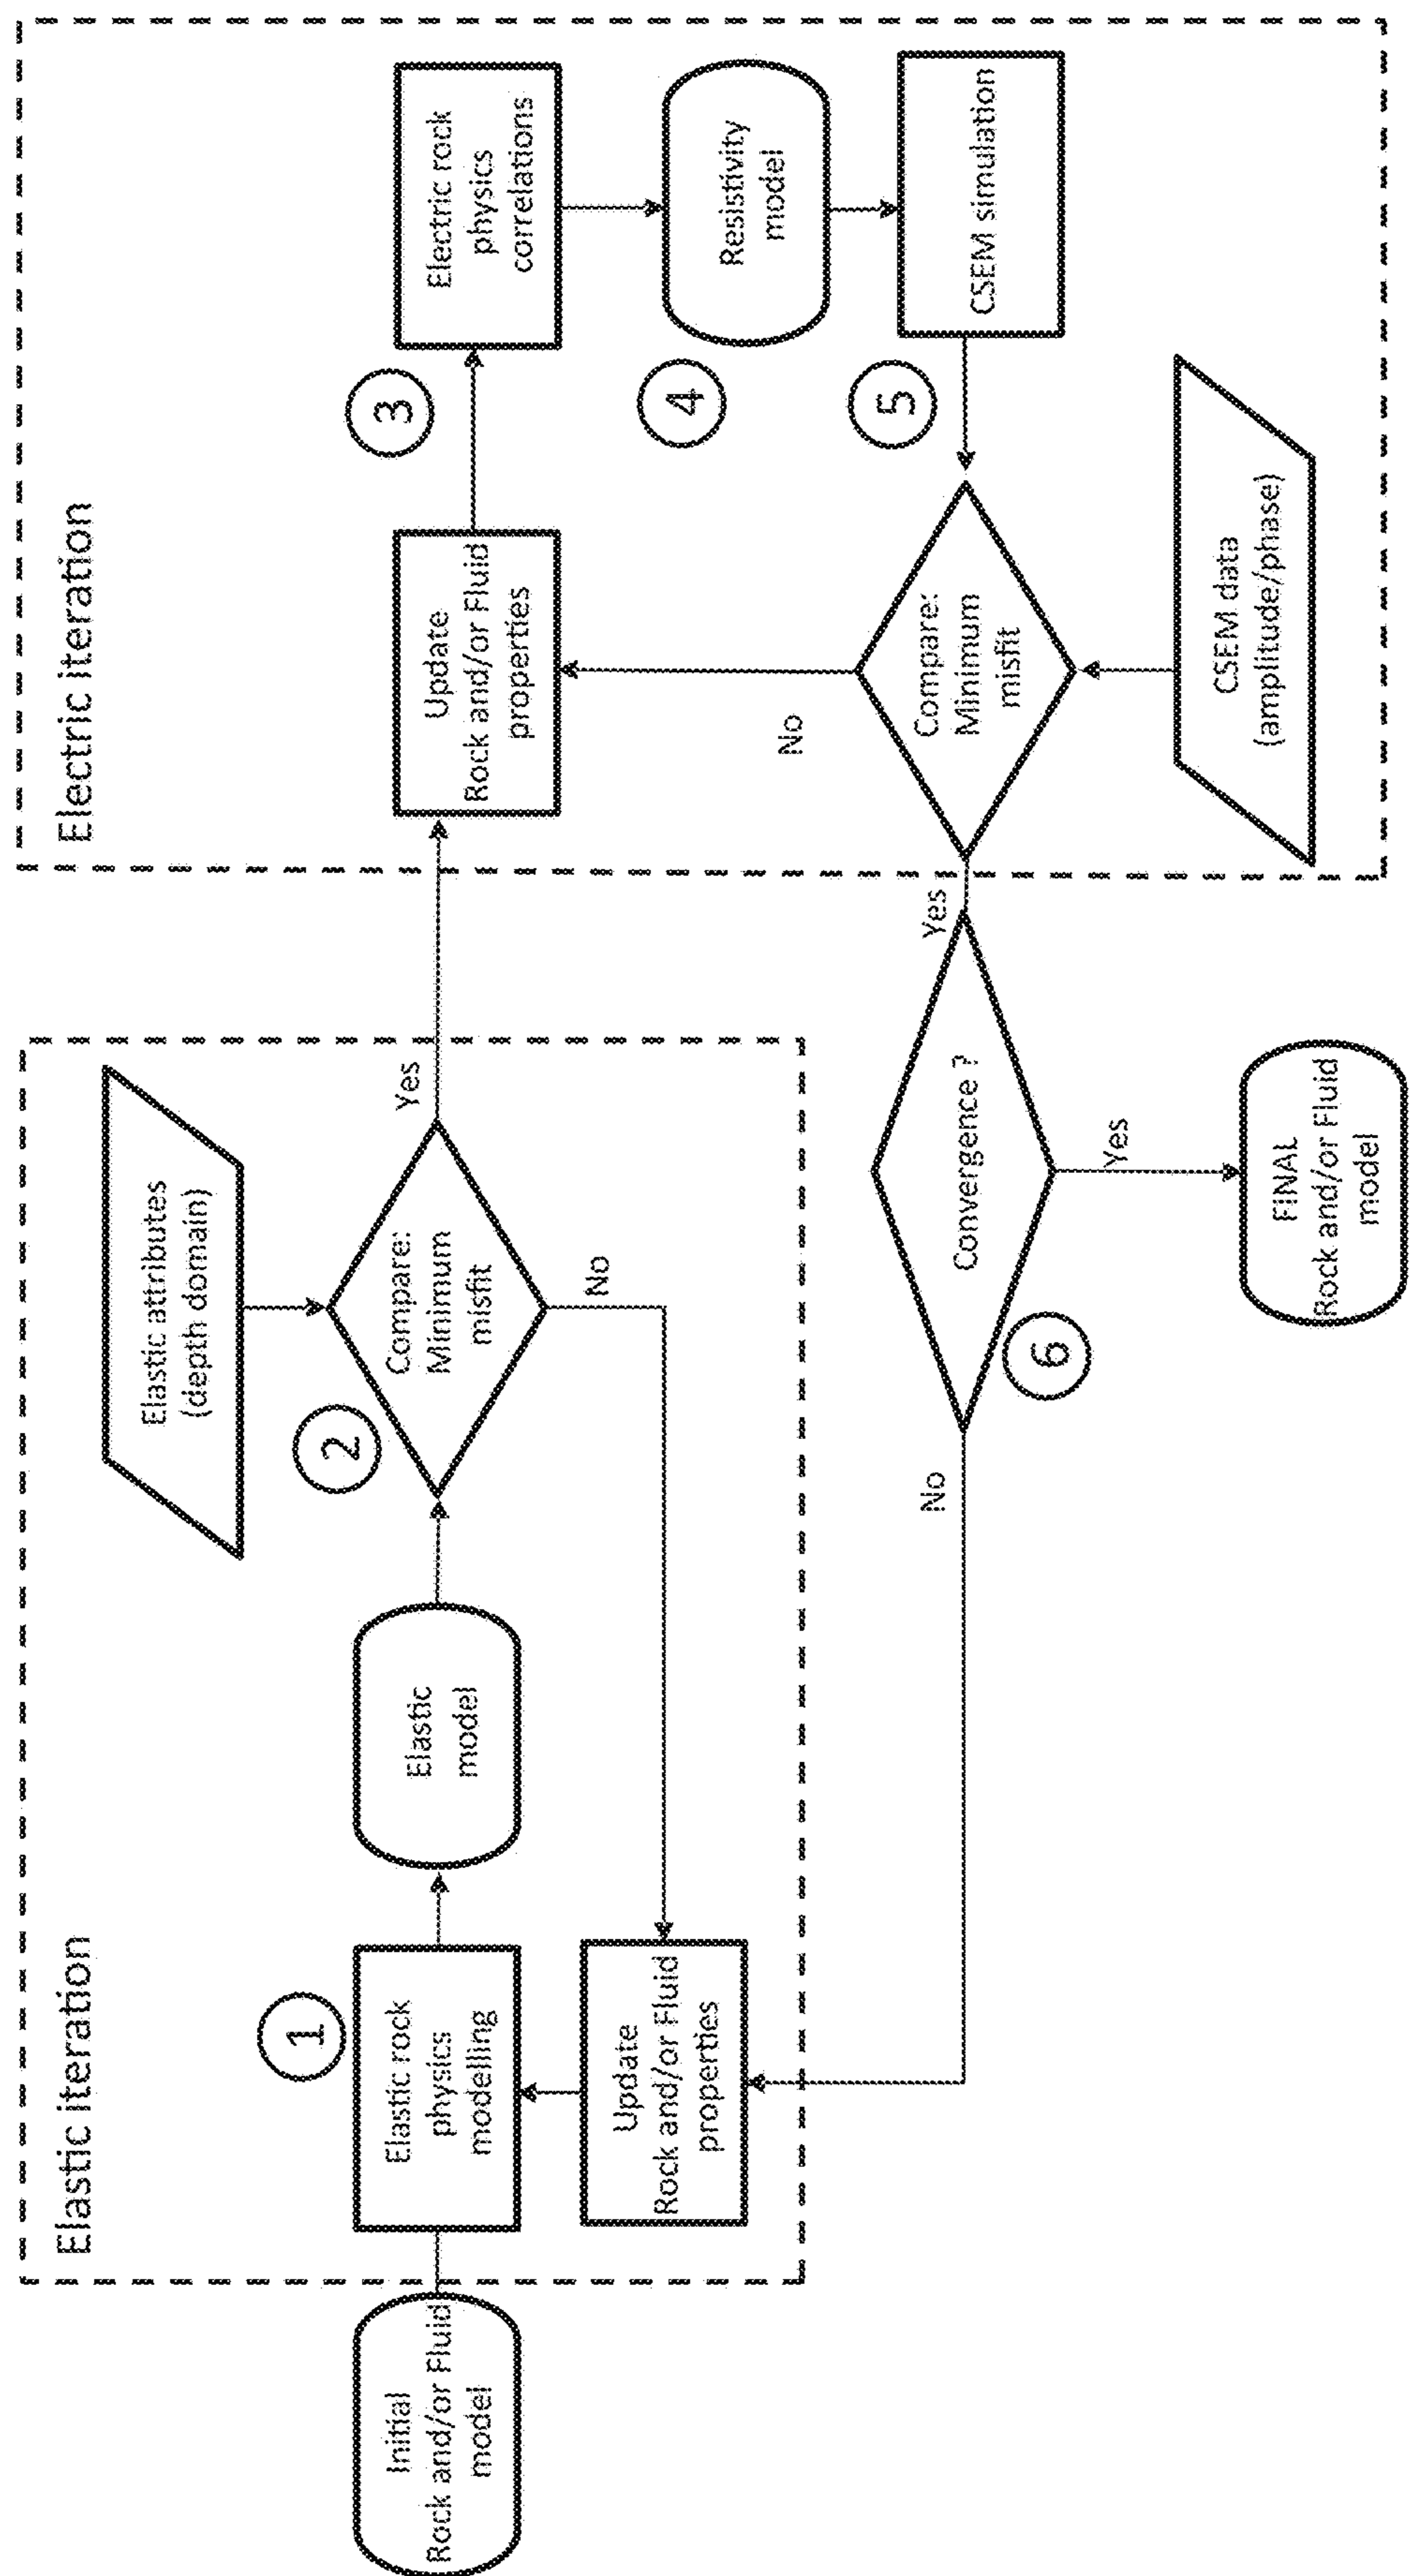 Elastic iteration
Initial
Rock and/or Fluid
model
1
Elastic rock
physics
modelling
Update
Rock and/or Fluid
properties
Elastic
model
2
Elastic attributes
(depth domain)
Compare:
Minimum
misfit
Yes
No
Electric iteration
Update
Rock and/or Fluid
properties
3
Electric rock
physics
correlations
4
Resistivity
model
5
CSEM simulation
Compare:
Minimum
misfit
No
Yes
CSEM data
(amplitude/phase)
6
Convergence ?
No
Yes
FINAL
Rock and/or Fluid
model